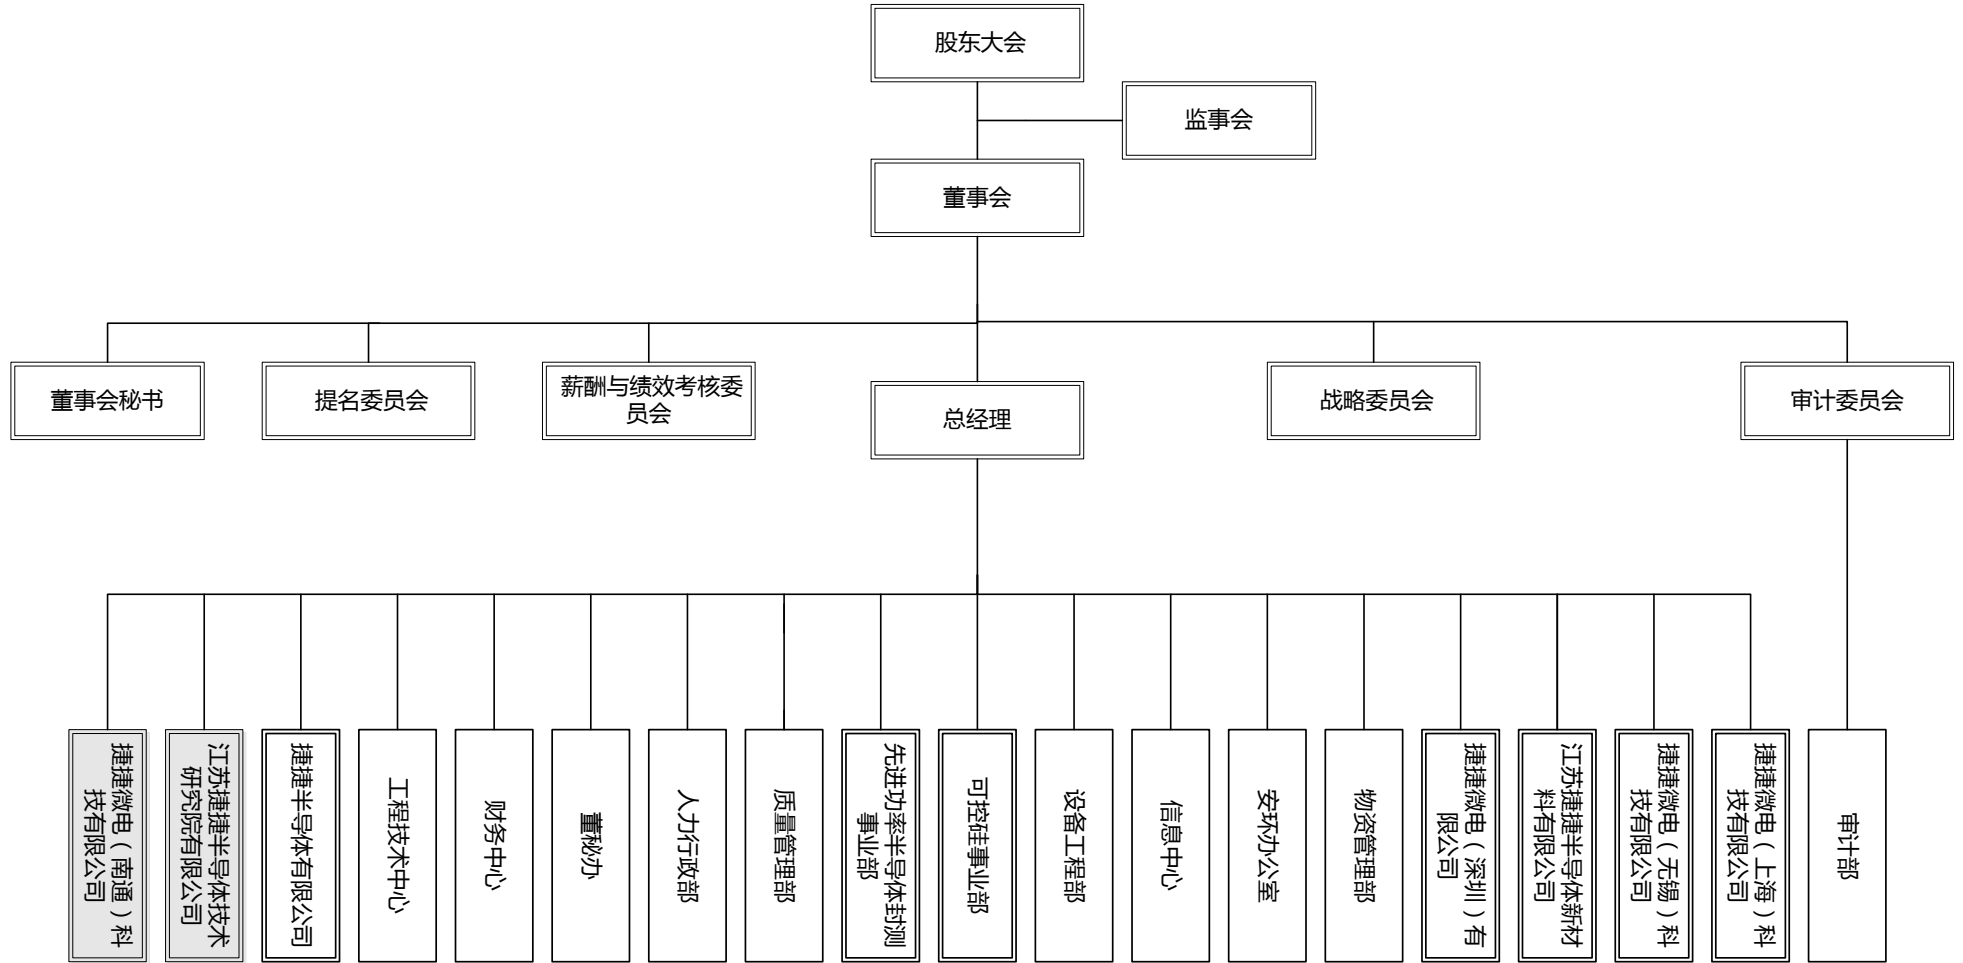 股东大会
监事会
董事会
董事会秘书
提名委员会
薪酬与绩效考核委
员会
总经理
战略委员会
审计委员会
捷捷微电（南通）科
技有限公司
江苏捷捷半导体技术
研究院有限公司
捷捷半导体有限公司
工程技术中心
财务中心
董秘办
人力行政部
质量管理部
先进功率半导体封测
事业部
可控硅事业部
设备工程部
信息中心
安环办公室
物资管理部
捷捷微电（深圳）有
限公司
江苏捷捷半导体新材
料有限公司
捷捷微电（无锡）科
技有限公司
捷捷微电（上海）科
技有限公司
审计部